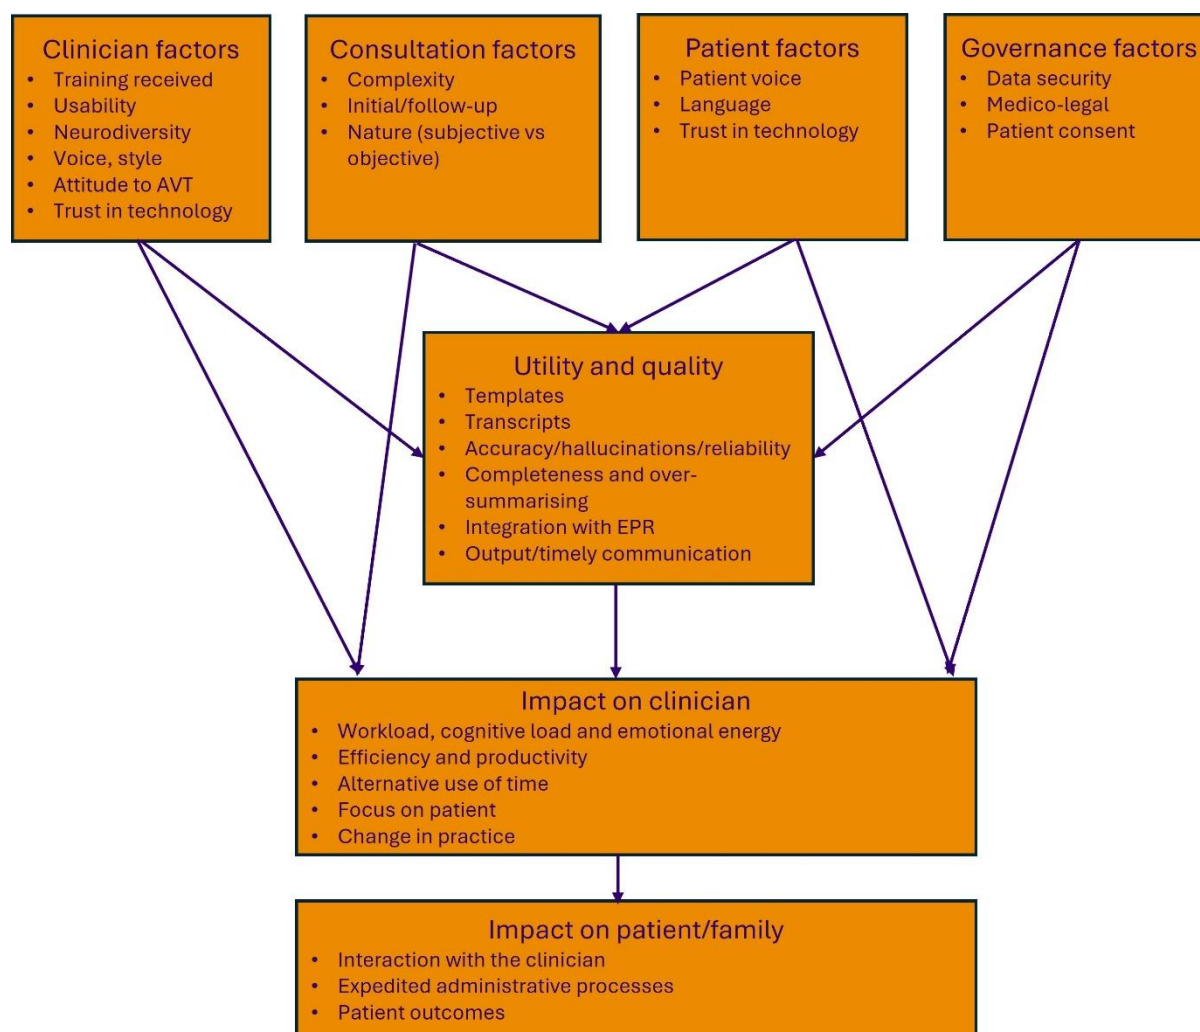 Clinician factors
• Training received
• Usability
• Neurodiversity
• Voice, style
• Attitude to AVT
• Trust in technology
Consultation factors
• Complexity
• Initial/follow-up
• Nature (subjective vs
objective)
Patient factors
• Patient voice
• Language
• Trust in technology
Governance factors
• Data security
• Medico-legal
• Patient consent
Utility and quality
• Templates
• Transcripts
• Accuracy/hallucinations/reliability
• Completeness and over-
summarising
• Integration with EPR
• Output/timely communication
Impact on clinician
• Workload, cognitive load and emotional energy
• Efficiency and productivity
• Alternative use of time
• Focus on patient
• Change in practice
Impact on patient/family
• Interaction with the clinician
• Expedited administrative processes
• Patient outcomes